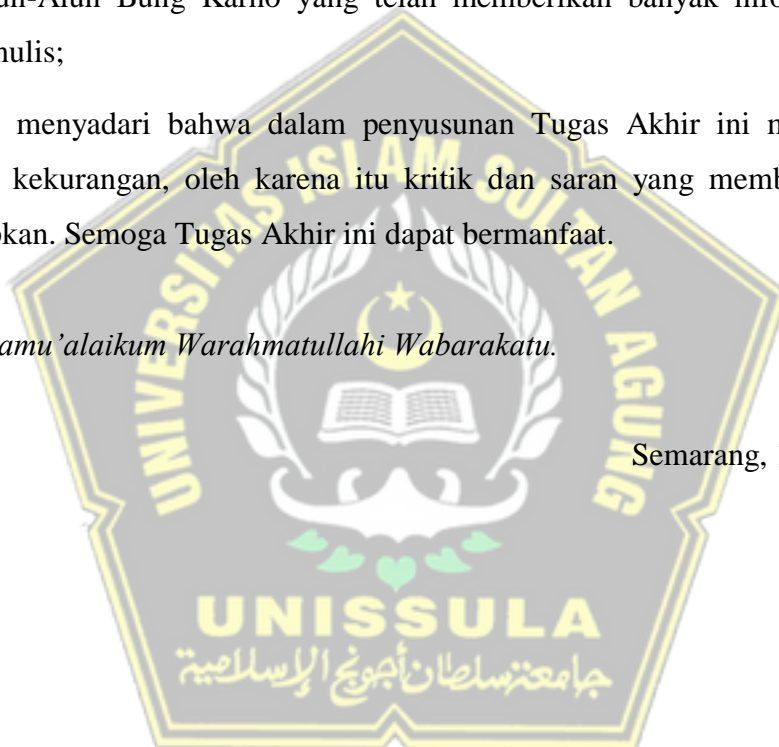 un-Alun Bung Karno yang telah memberikan banyak info
nulis;
menyadari bahwa dalam penyusunan Tugas Akhir ini m
kekurangan, oleh karena itu kritik dan saran yang memb
kan. Semoga Tugas Akhir ini dapat bermanfaat.
amu’alaikum Warahmatullahi Wabarakatu.
Semarang,
UNIVERSITAS ISLAM SULTAN AGUNG
UNISSULA
جامعة سلطان أجونج الإسلامية